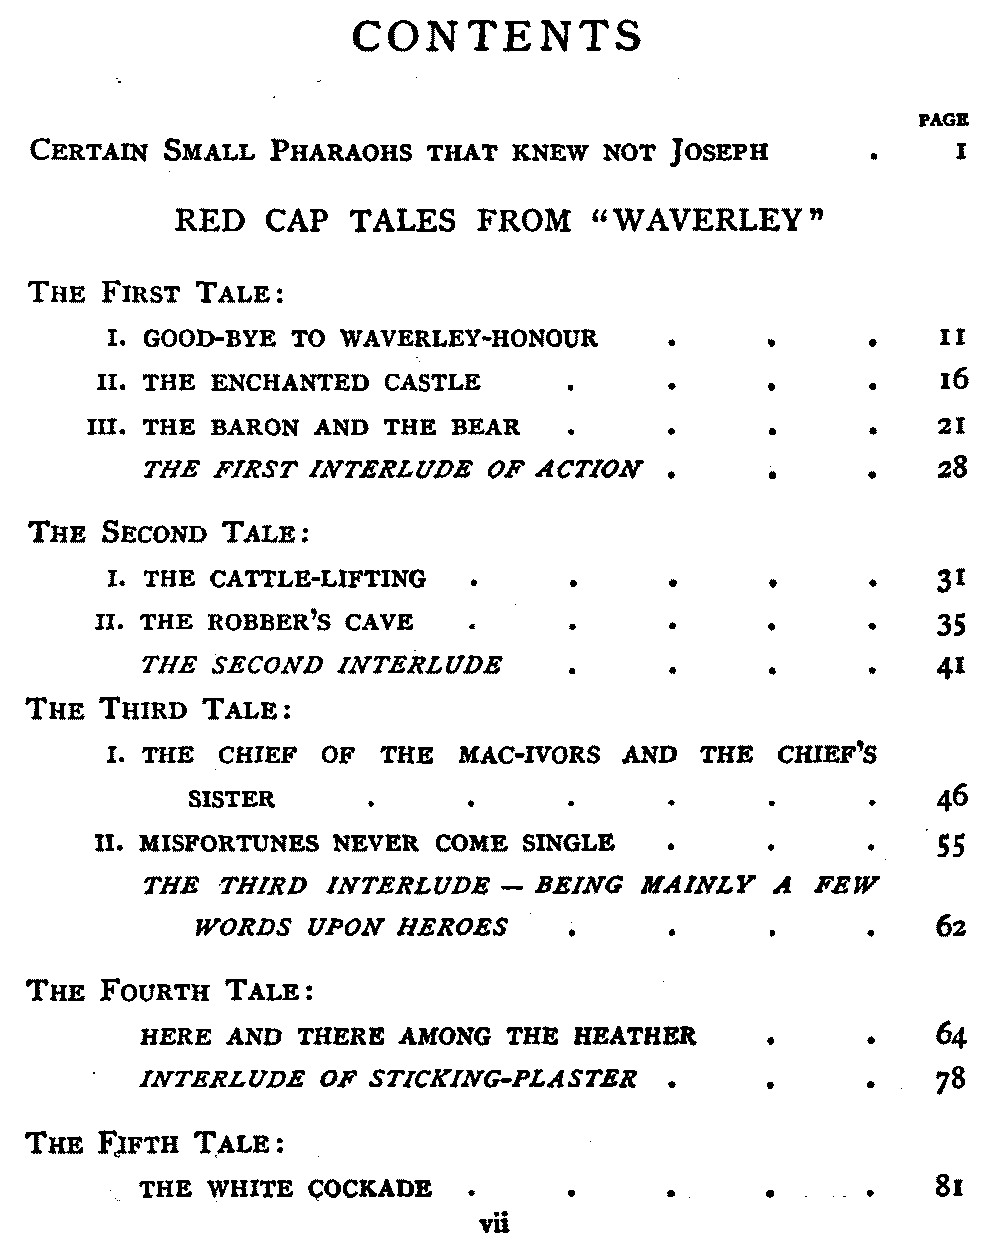 CONTENTS
PAGE
CERTAIN SMALL PHARAOHS THAT KNEW NOT JOSEPH . 1
RED CAP TALES FROM "WAVERLEY"
THE FIRST TALE:
I. GOOD-BYE TO WAVERLEY-HONOUR . . . 11
II. THE ENCHANTED CASTLE . . . . 16
III. THE BARON AND THE BEAR . . . . 21
THE FIRST INTERLUDE OF ACTION . . . 28
THE SECOND TALE:
I. THE CATTLE-LIFTING . . . . . 31
II. THE ROBBER'S CAVE . . . . . 35
THE SECOND INTERLUDE . . . . 41
THE THIRD TALE:
I. THE CHIEF OF THE MAC-IVORS AND THE CHIEF'S
SISTER . . . . . . 46
II. MISFORTUNES NEVER COME SINGLE . . . 55
THE THIRD INTERLUDE — BEING MAINLY A FEW
WORDS UPON HEROES . . . . 62
THE FOURTH TALE:
HERE AND THERE AMONG THE HEATHER . . 64
INTERLUDE OF STICKING-PLASTER . . . 78
THE FIFTH TALE:
THE WHITE COCKADE . . . . . 81
vii